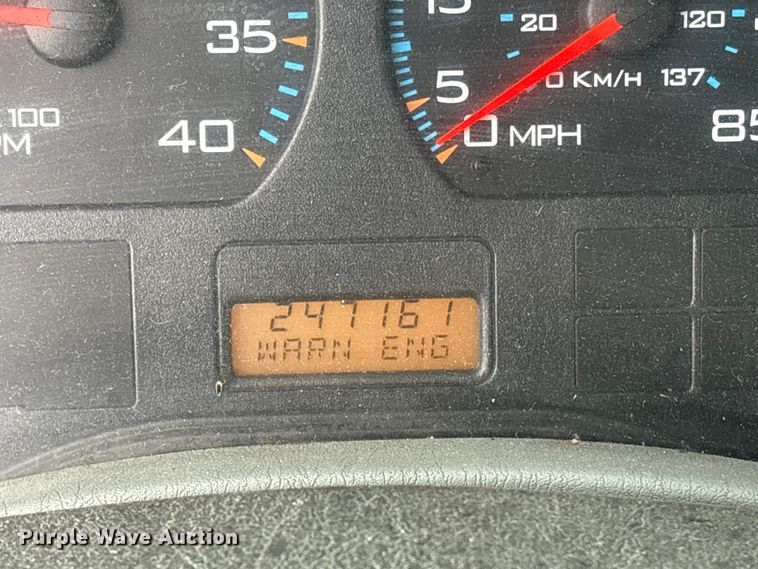 35
40
100
PM
15
5
0 MPH
20
120
0 KM/H 137
85
247161
WARN ENG
Purple Wave Auction